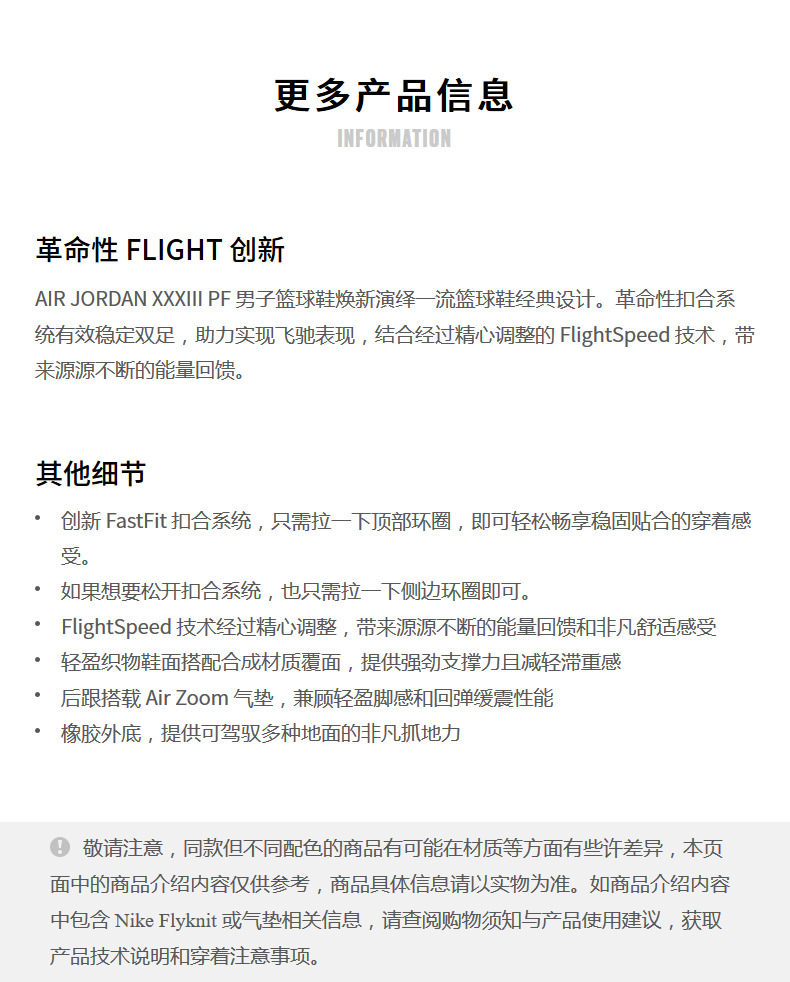 更多产品信息
INFORMATION
革命性 FLIGHT 创新
AIR JORDAN XXXIII PF 男子篮球鞋焕新演绎一流篮球鞋经典设计。革命性扣合系
统有效稳定双足，助力实现飞驰表现，结合经过精心调整的 FlightSpeed 技术，带
来源源不断的能量回馈。
其他细节
• 创新 FastFit 扣合系统，只需拉一下顶部环圈，即可轻松畅享稳固贴合的穿着感
受。
• 如果想要松开扣合系统，也只需拉一下侧边环圈即可。
• FlightSpeed 技术经过精心调整，带来源源不断的能量回馈和非凡舒适感受
• 轻盈织物鞋面搭配合成材质覆面，提供强劲支撑力且减轻滞重感
• 后跟搭载 Air Zoom 气垫，兼顾轻盈脚感和回弹缓震性能
• 橡胶外底，提供可驾驭多种地面的非凡抓地力
敬请注意，同款但不同配色的商品有可能在材质等方面有些许差异，本页
面中的商品介绍内容仅供参考，商品具体信息请以实物为准。如商品介绍内容
中包含 Nike Flyknit 或气垫相关信息，请查阅购物须知与产品使用建议，获取
产品技术说明和穿着注意事项。